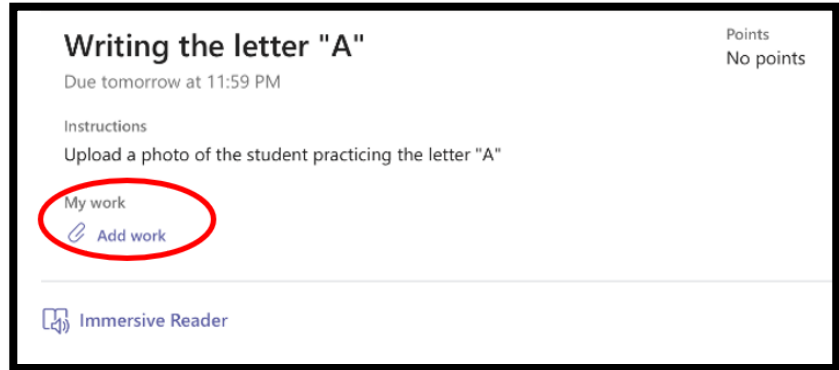 Writing the letter "A"
Due tomorrow at 11:59 PM
Points
No points
Instructions
Upload a photo of the student practicing the letter "A"
My work
Add work
Immersive Reader